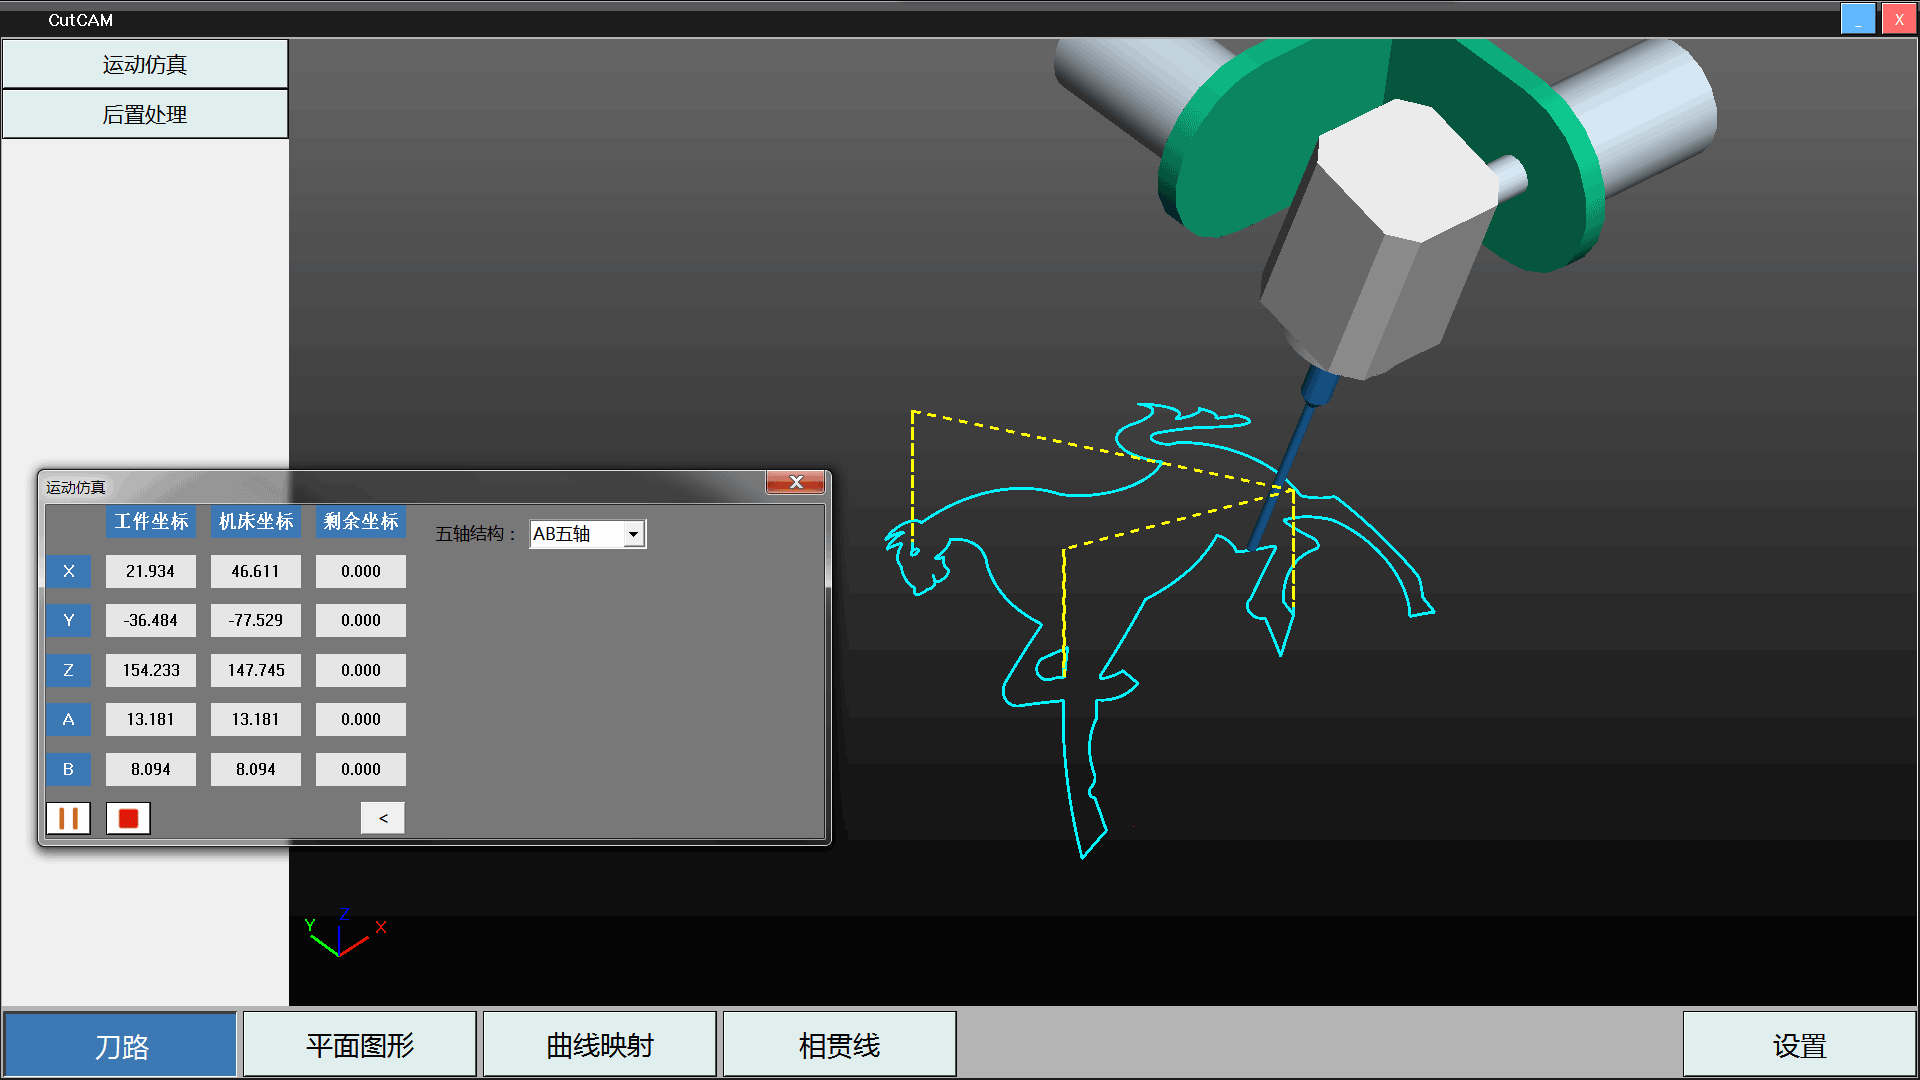 CutCAM
_ X
运动仿真
后置处理
运动仿真
X
工件坐标 机床坐标 剩余坐标
五轴结构： AB五轴
X 21.934 46.611 0.000
Y -36.484 -77.529 0.000
Z 154.233 147.745 0.000
A 13.181 13.181 0.000
B 8.094 8.094 0.000
<
Y Z X
刀路 平面图形 曲线映射 相贯线 设置